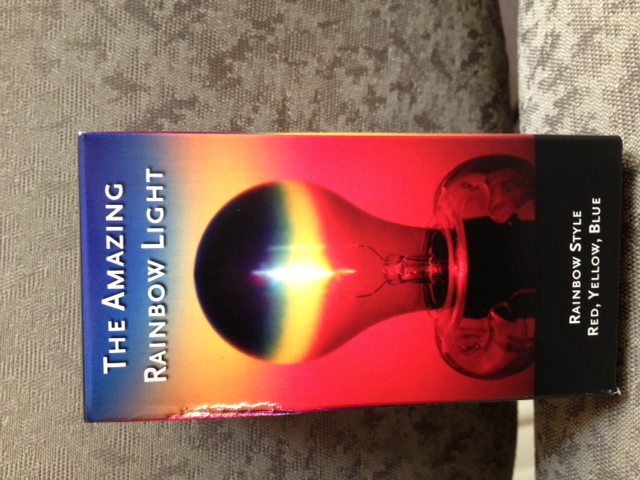 The Amazing
Rainbow Light
Rainbow Style
Red, Yellow, Blue